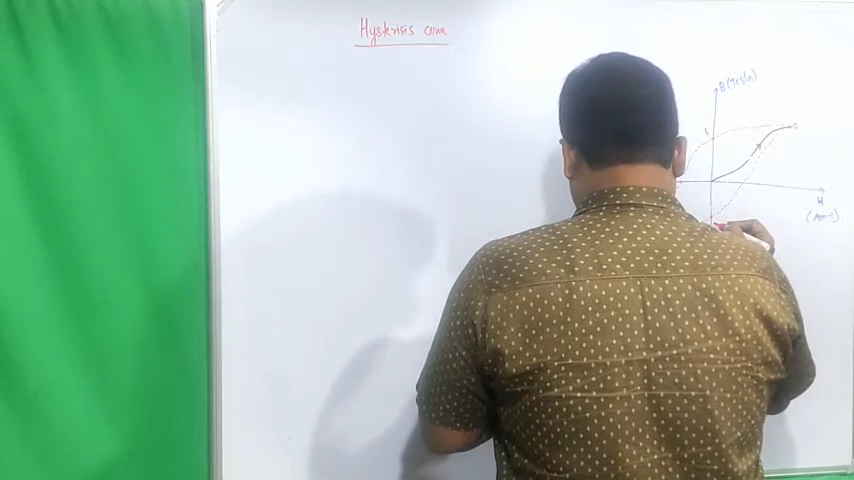 Hysterisis curve
B (Tesla)
b
a
H
(Am-1).